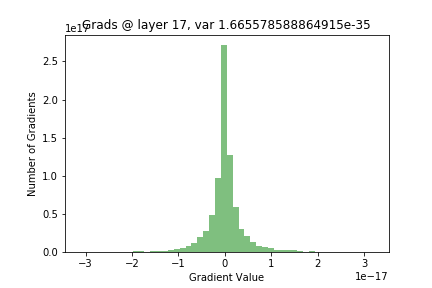 Grads @ layer 17, var 1.665578588864915e-35
1e17
2.5
2.0
1.5
1.0
0.5
0.0
Number of Gradients
−3 −2 −1 0 1 2 3
1e−17
Gradient Value